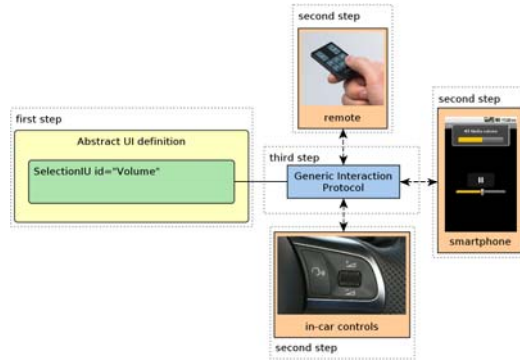 second step
remote
first step
Abstract UI definition
SelectionIU id="Volume"
third step
Generic Interaction
Protocol
second step
smartphone
in-car controls
second step